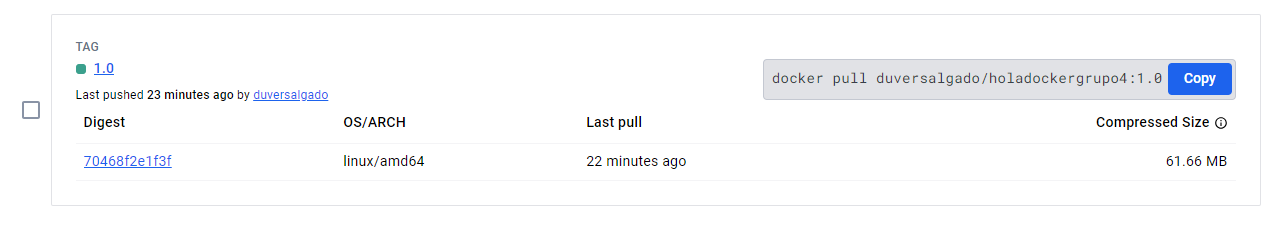 TAG
1.0
docker pull duversalgado/holadockergrupo4:1.0 Copy
Last pushed 23 minutes ago by duversalgado
Digest OS/ARCH Last pull Compressed Size
70468f2e1f3f linux/amd64 22 minutes ago 61.66 MB